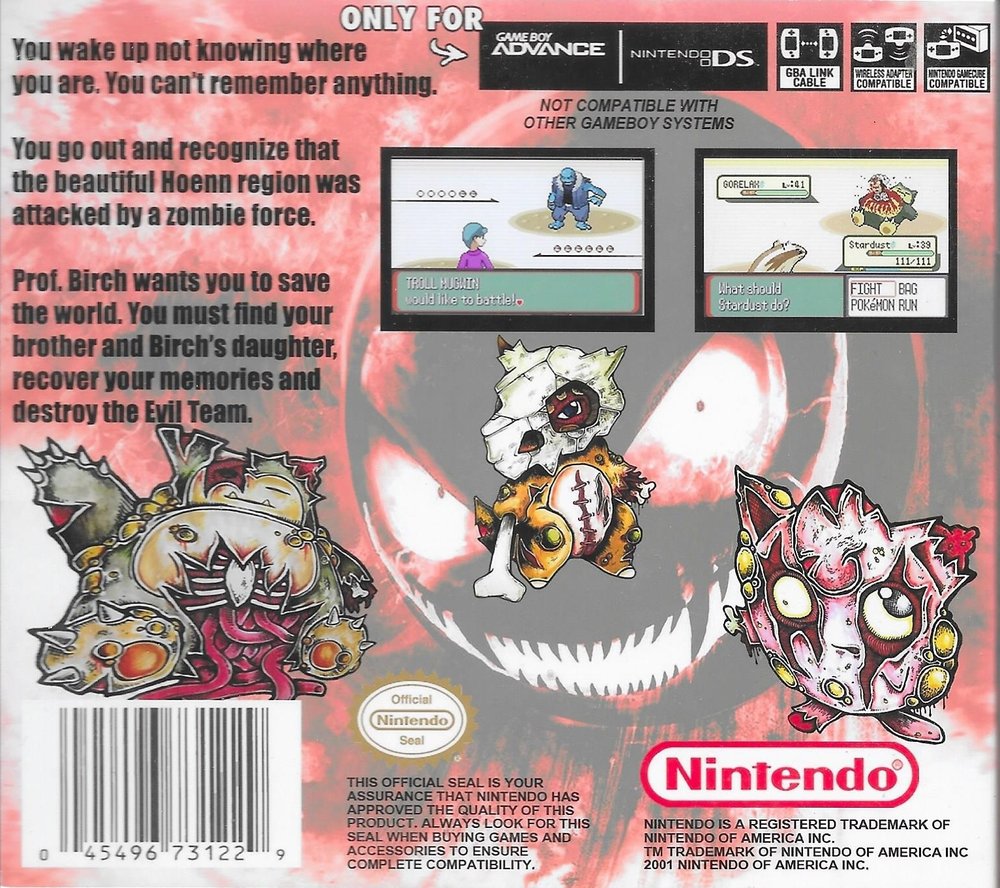 ONLY FOR
GAME BOY
ADVANCE
NINTENDO DS
GBA LINK
CABLE
WIRELESS ADAPTER
COMPATIBLE
NINTENDO GAMECUBE
COMPATIBLE
NOT COMPATIBLE WITH
OTHER GAMEBOY SYSTEMS
You wake up not knowing where
you are. You can't remember anything.
You go out and recognize that
the beautiful Hoenn region was
attacked by a zombie force.
Prof. Birch wants you to save
the world. You must find your
brother and Birch's daughter,
recover your memories and
destroy the Evil Team.
TROLL MUGWIN
would like to battle!
GORELAX Lv:41
Stardust Lv:39
111/111
What should
Stardust do?
FIGHT BAG
POKéMON RUN
Official
Nintendo
Seal
THIS OFFICIAL SEAL IS YOUR
ASSURANCE THAT NINTENDO HAS
APPROVED THE QUALITY OF THIS
PRODUCT. ALWAYS LOOK FOR THIS
SEAL WHEN BUYING GAMES AND
ACCESSORIES TO ENSURE
COMPLETE COMPATIBILITY.
Nintendo®
NINTENDO IS A REGISTERED TRADEMARK OF
NINTENDO OF AMERICA INC.
TM TRADEMARK OF NINTENDO OF AMERICA INC
2001 NINTENDO OF AMERICA INC.
0 45496 73122 9